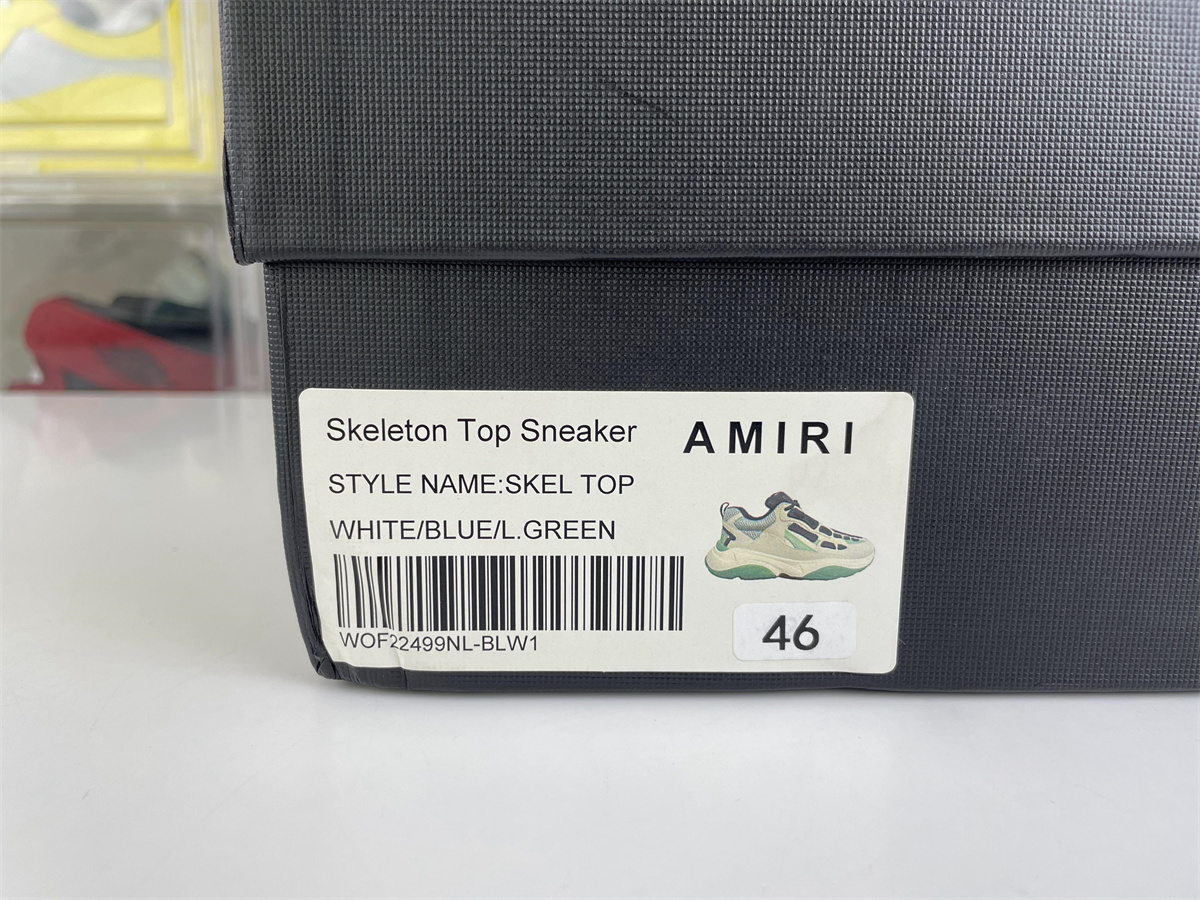 Skeleton Top Sneaker
AMIRI
STYLE NAME:SKEL TOP
WHITE/BLUE/L.GREEN
WOF22499NL-BLW1
46